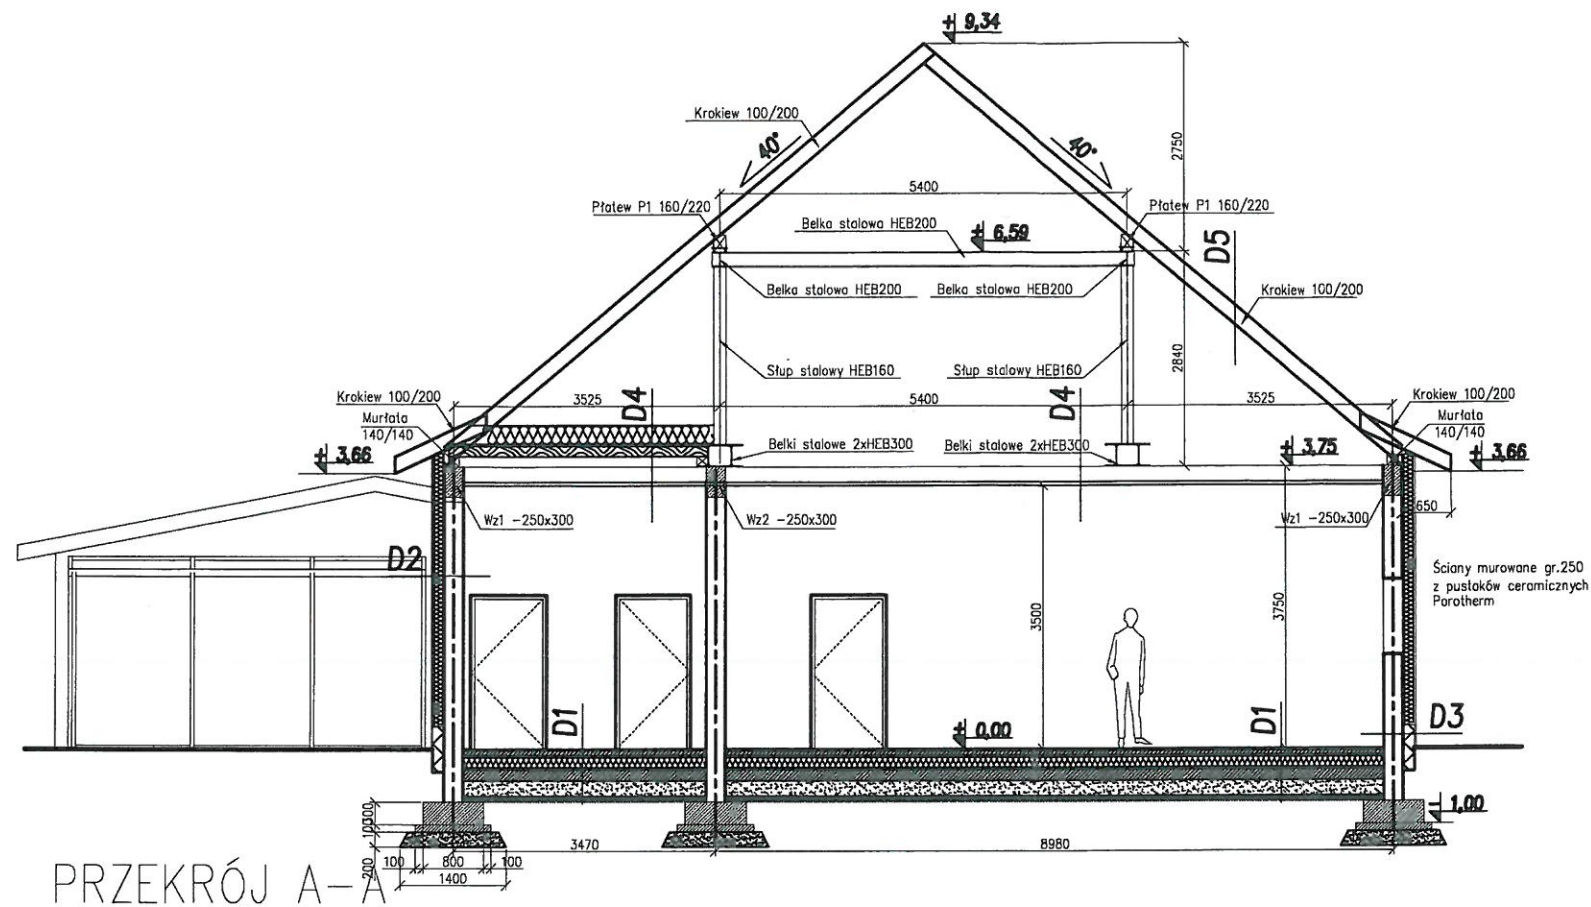 ± 9,34
Krokiew 100/200
40°
40°
2750
5400
Płatew P1 160/220
Płatew P1 160/220
Belka stalowa HEB200
± 6,59
D5
Belka stalowa HEB200
Belka stalowa HEB200
Krokiew 100/200
Słup stalowy HEB160
Słup stalowy HEB160
2840
Krokiew 100/200
3525
D4
5400
D4
3525
Krokiew 100/200
Murłata
140/140
Murłata
140/140
± 3,66
Belki stalowe 2xHEB300
Belki stalowe 2xHEB300
± 3,75
± 3,66
Wz1 -250x300
Wz2 -250x300
Wz1 -250x300
650
D2
Ściany murowane gr.250
z pustaków ceramicznych
Porotherm
3500
3750
D1
± 0,00
D1
D3
- 1,00
300
100
200
3470
8980
100
800
100
1400
PRZEKRÓJ A-A